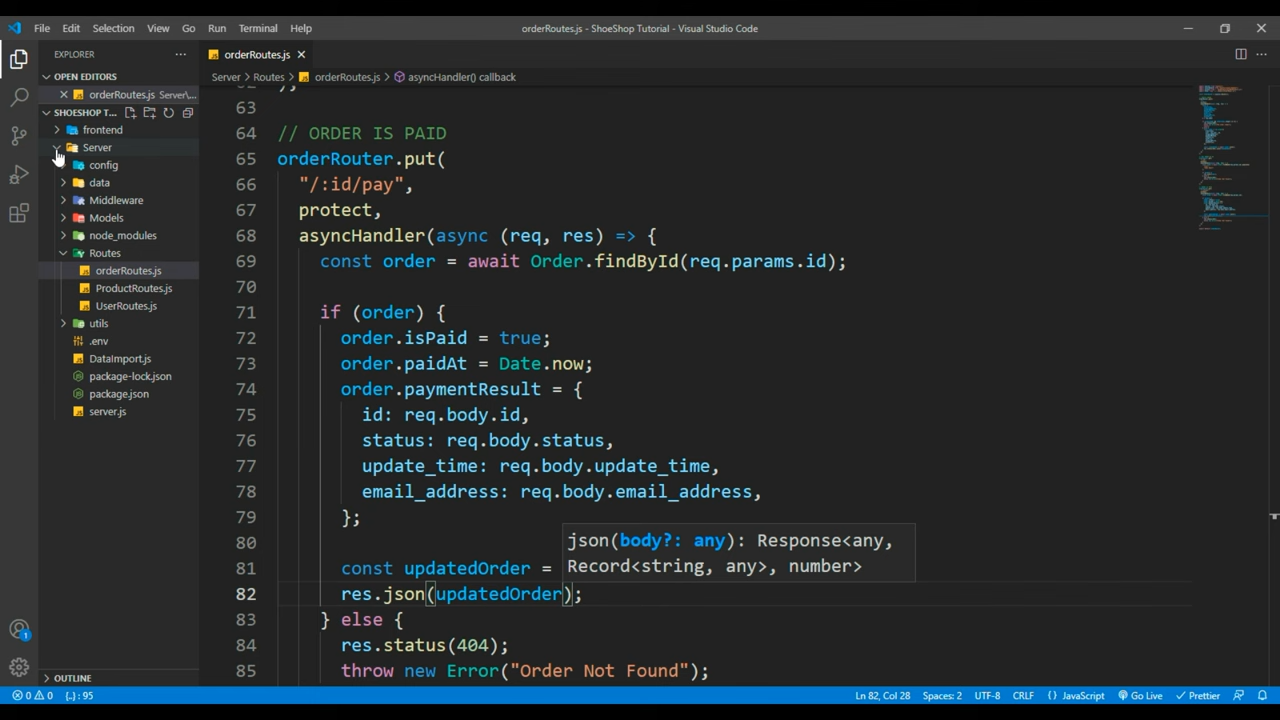 File Edit Selection View Go Run Terminal Help orderRoutes.js - ShoeShop Tutorial - Visual Studio Code
EXPLORER ···
OPEN EDITORS
orderRoutes.js Server\...
SHOESHOP T...
frontend
Server
config
data
Middleware
Models
node_modules
Routes
orderRoutes.js
ProductRoutes.js
UserRoutes.js
utils
.env
DataImport.js
package-lock.json
package.json
server.js
OUTLINE
orderRoutes.js
Server > Routes > orderRoutes.js > asyncHandler() callback
63
64 // ORDER IS PAID
65 orderRouter.put(
66 "/:id/pay",
67 protect,
68 asyncHandler(async (req, res) => {
69 const order = await Order.findById(req.params.id);
70
71 if (order) {
72 order.isPaid = true;
73 order.paidAt = Date.now;
74 order.paymentResult = {
75 id: req.body.id,
76 status: req.body.status,
77 update_time: req.body.update_time,
78 email_address: req.body.email_address,
79 };
80
json(body?: any): Response<any,
Record<string, any>, number>
81 const updatedOrder =
82 res.json(updatedOrder);
83 } else {
84 res.status(404);
85 throw new Error("Order Not Found");
1
0 0 {..} : 95 Ln 82, Col 28 Spaces: 2 UTF-8 CRLF {} JavaScript Go Live Prettier